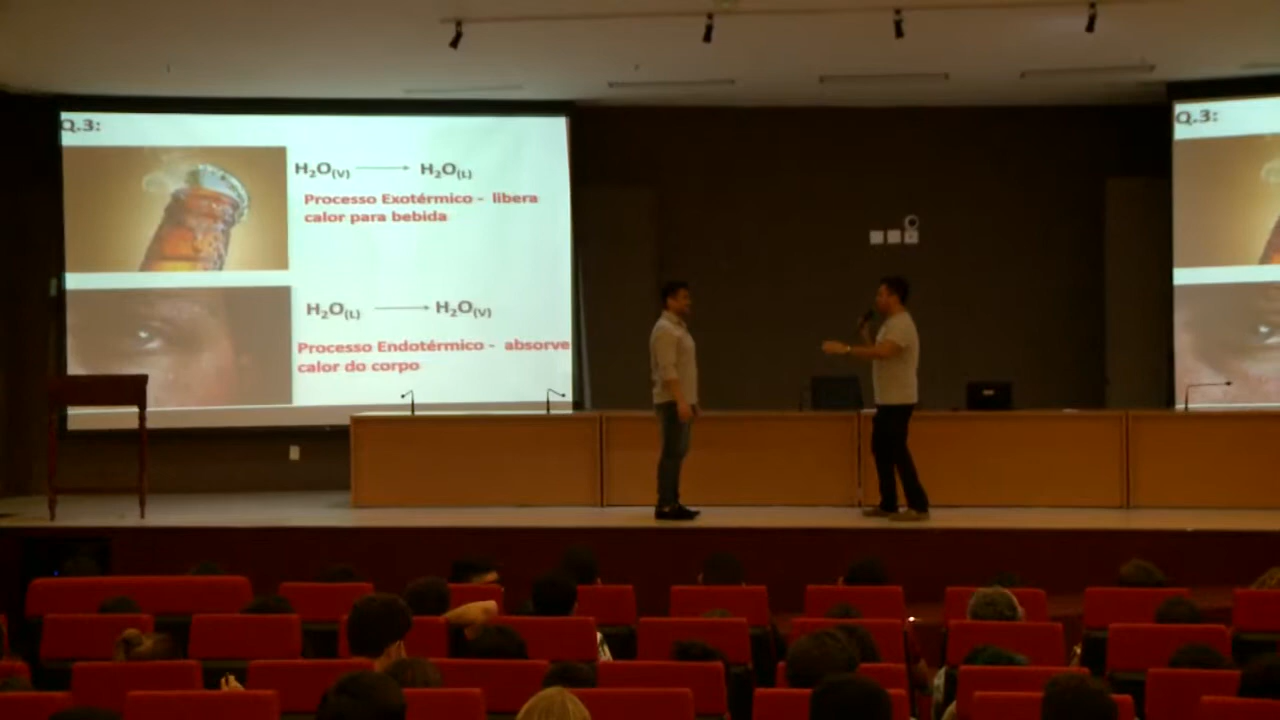 Q.3:
H₂O(V) ⟶ H₂O(L)
Processo Exotérmico - libera
calor para bebida
H₂O(L) ⟶ H₂O(V)
Processo Endotérmico - absorve
calor do corpo
Q.3: